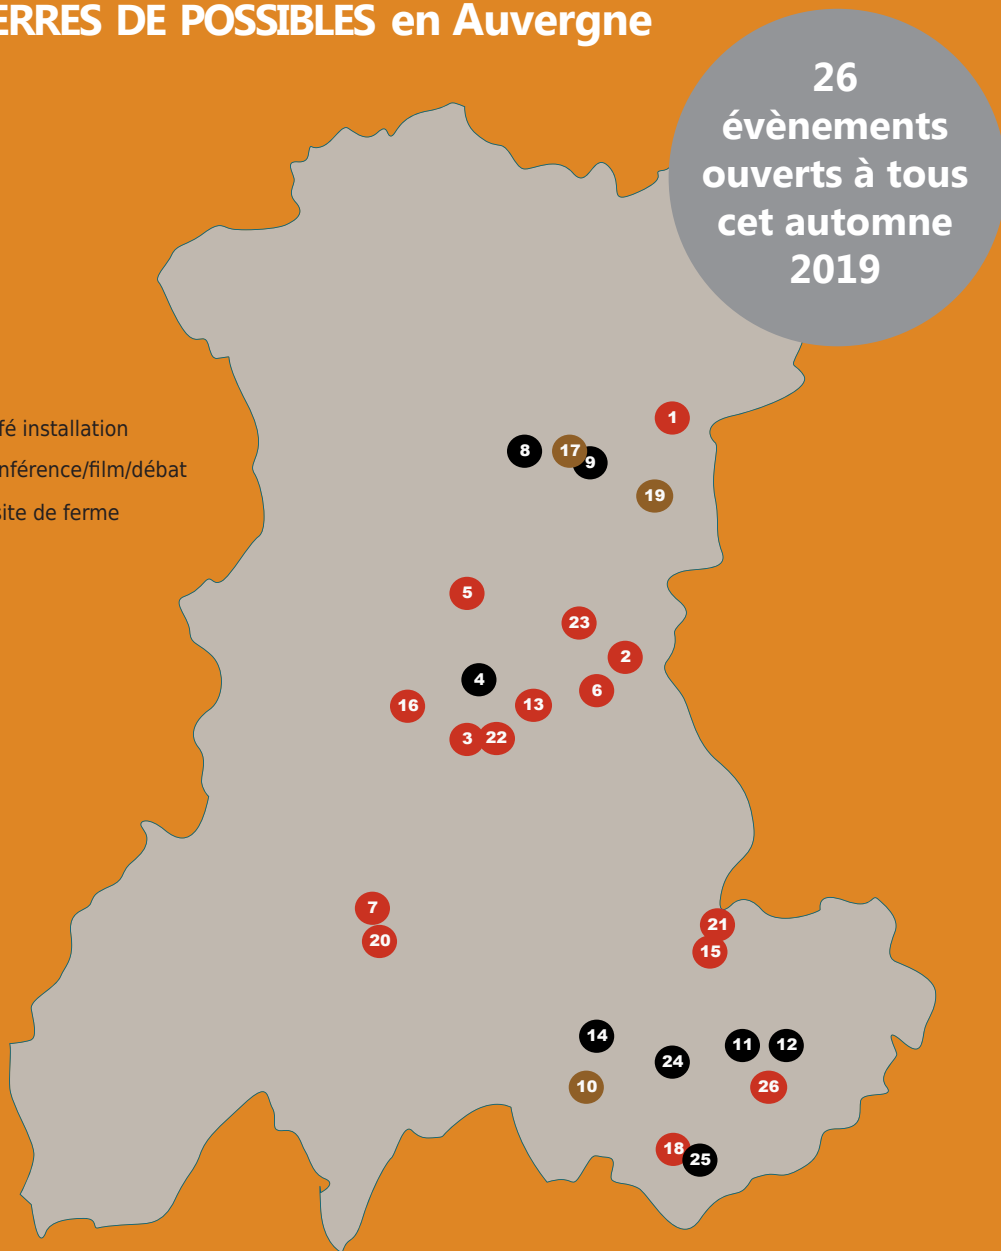 ERRES DE POSSIBLES en Auvergne
26
évènements
ouverts à tous
cet automne
2019
1
8 17 9
fé installation
nférence/film/débat
19
site de ferme
5
23
2
4
6
16 13
3 22
7
21
20
15
14
11 12
24
10 26
18
25